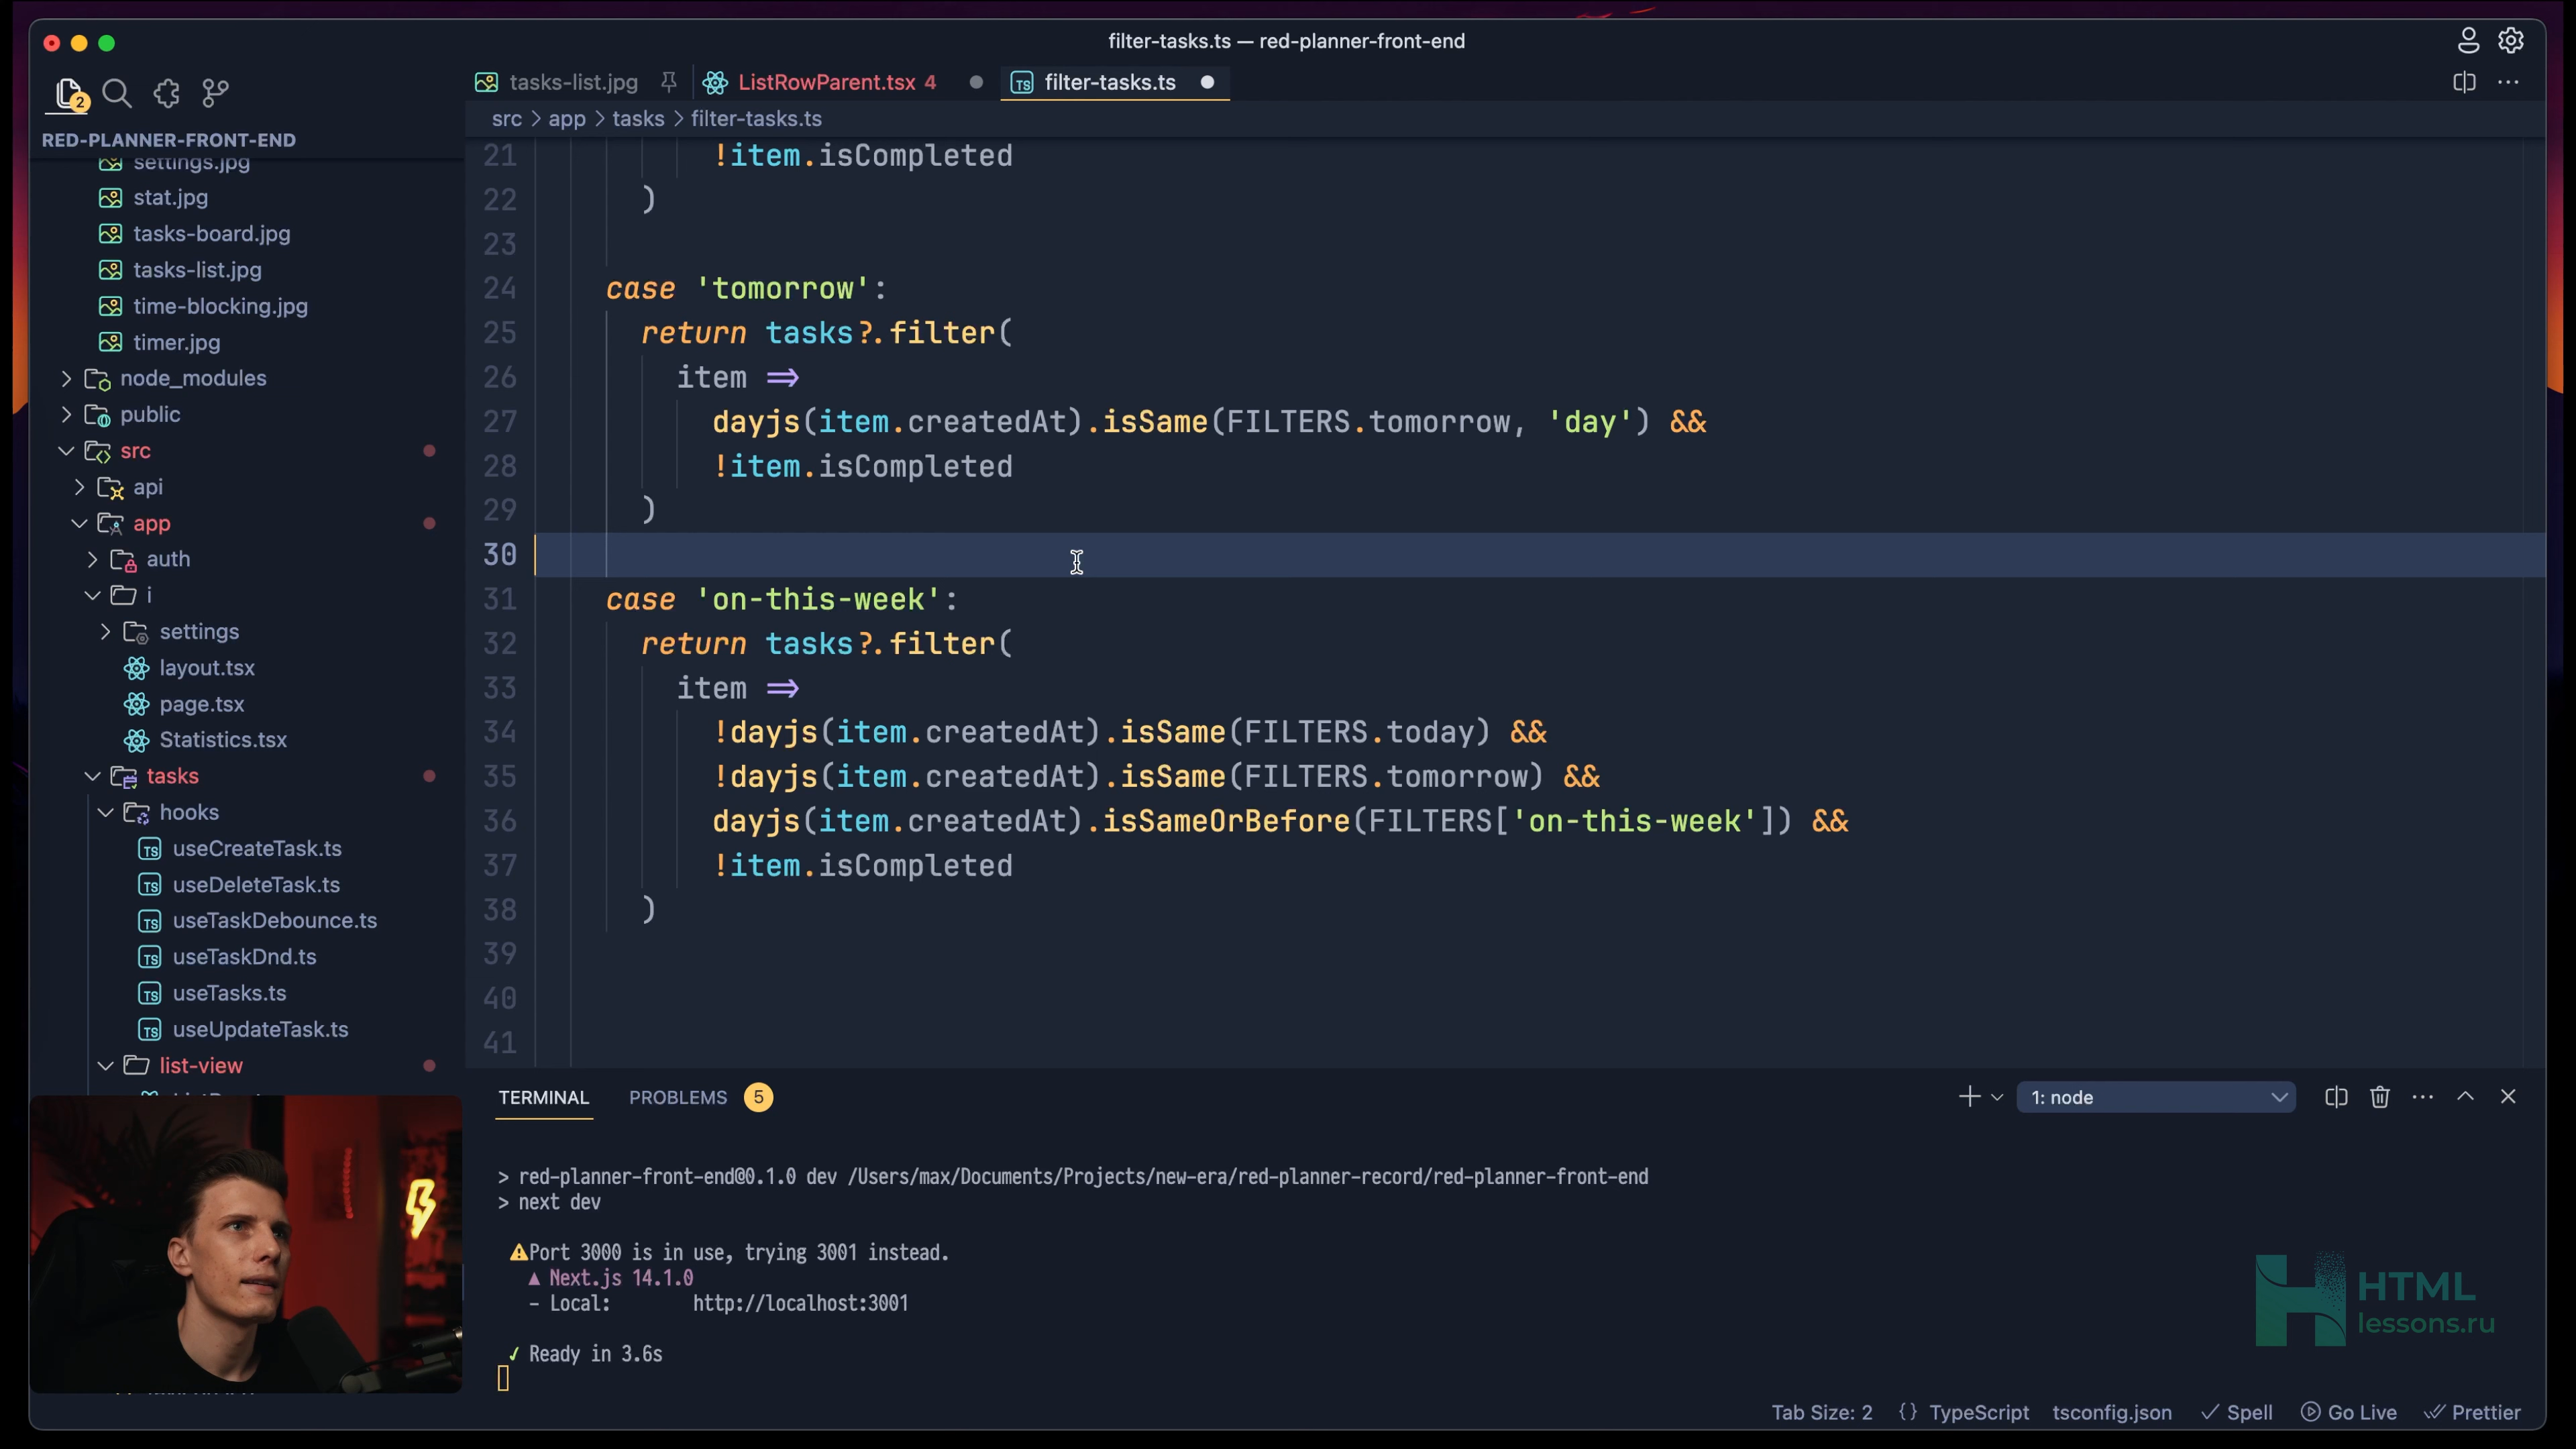 filter-tasks.ts — red-planner-front-end
2
tasks-list.jpg
ListRowParent.tsx 4
TS filter-tasks.ts
RED-PLANNER-FRONT-END
src > app > tasks > filter-tasks.ts
settings.jpg
stat.jpg
tasks-board.jpg
tasks-list.jpg
time-blocking.jpg
timer.jpg
node_modules
public
src
api
app
auth
i
settings
layout.tsx
page.tsx
Statistics.tsx
tasks
hooks
TS useCreateTask.ts
TS useDeleteTask.ts
TS useTaskDebounce.ts
TS useTaskDnd.ts
TS useTasks.ts
TS useUpdateTask.ts
list-view
21 !item.isCompleted
22 )
23
24 case 'tomorrow':
25 return tasks?.filter(
26 item =>
27 dayjs(item.createdAt).isSame(FILTERS.tomorrow, 'day') &&
28 !item.isCompleted
29 )
30
31 case 'on-this-week':
32 return tasks?.filter(
33 item =>
34 !dayjs(item.createdAt).isSame(FILTERS.today) &&
35 !dayjs(item.createdAt).isSame(FILTERS.tomorrow) &&
36 dayjs(item.createdAt).isSameOrBefore(FILTERS['on-this-week']) &&
37 !item.isCompleted
38 )
39
40
41
TERMINAL PROBLEMS 5
1: node
> red-planner-front-end@0.1.0 dev /Users/max/Documents/Projects/new-era/red-planner-record/red-planner-front-end
> next dev
⚠Port 3000 is in use, trying 3001 instead.
▲ Next.js 14.1.0
- Local: http://localhost:3001
✓ Ready in 3.6s
HTML
lessons.ru
Tab Size: 2 {} TypeScript tsconfig.json ✓ Spell Go Live Prettier